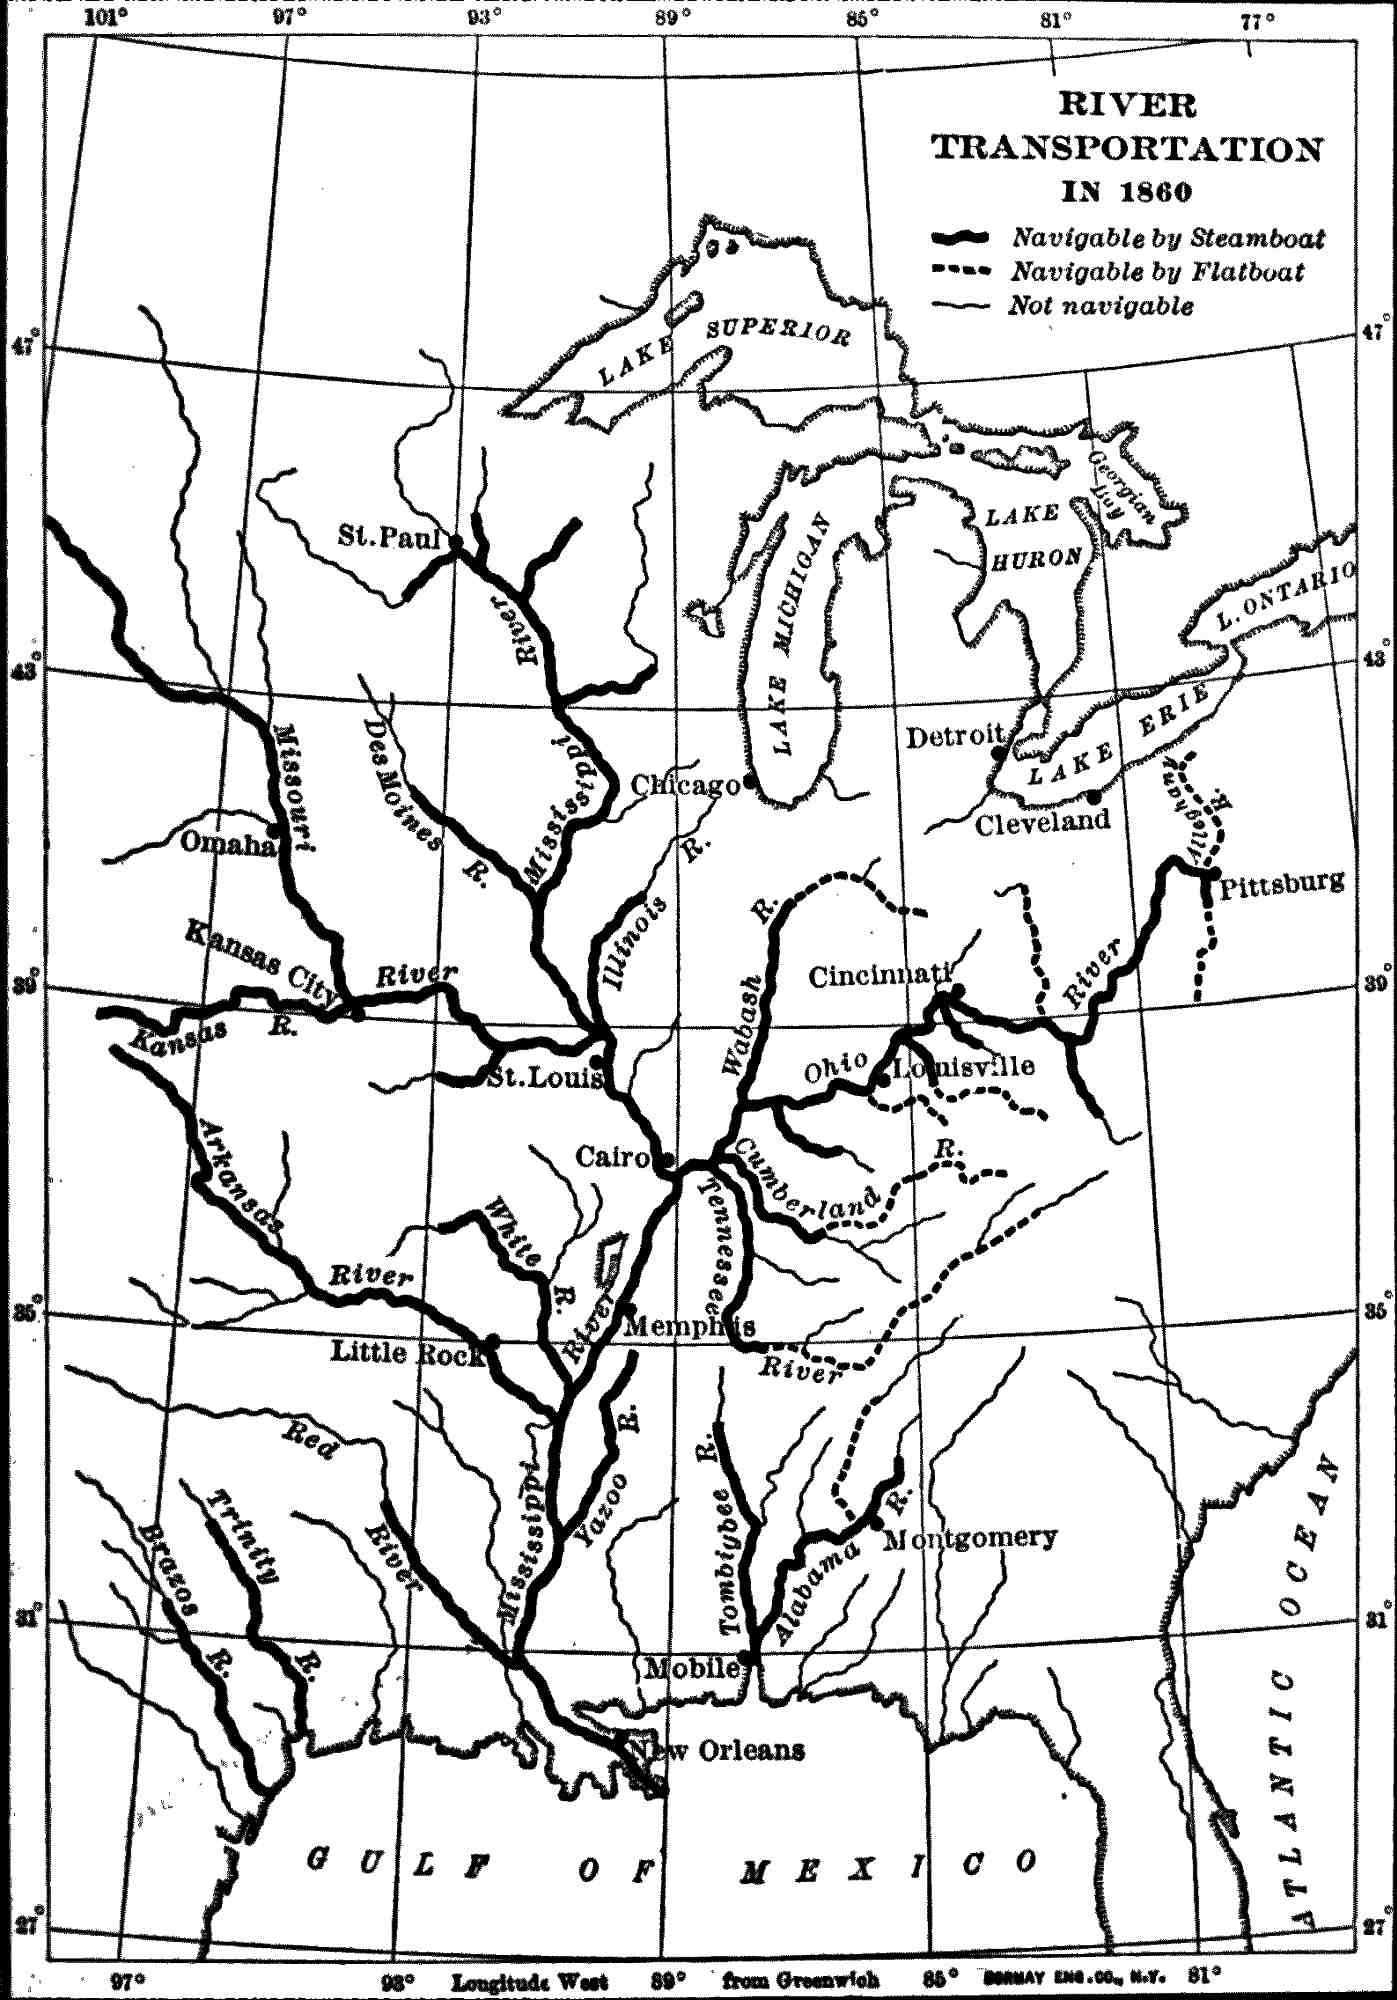 101° 97° 93° 89° 85° 81° 77°
RIVER
TRANSPORTATION
IN 1860
Navigable by Steamboat
Navigable by Flatboat
Not navigable
47°
47°
LAKE SUPERIOR
Georgian
Bay
LAKE
HURON
St. Paul
River
LAKE MICHIGAN
L. ONTARIO
43°
43°
Missouri
Des Moines
R.
Mississippi
Detroit
LAKE ERIE
Chicago
Cleveland
Alleghany
R.
Omaha
R.
Pittsburg
Kansas City
River
Illinois
R.
Wabash
Cincinnati
River
39°
39°
Kansas R.
St. Louis
Ohio
Louisville
Arkansas
Cairo
Cumberland
R.
Tennessee
White
R.
River
River
35°
35°
Memphis
Little Rock
River
Red
River
Mississippi
Yazoo
R.
Tombigbee
R.
Alabama
R.
Montgomery
Trinity
R.
Brazos
R.
31°
31°
Mobile
New Orleans
GULF OF MEXICO
ATLANTIC OCEAN
27°
27°
97° 93° Longitude West 89° from Greenwich 85° BORMAY ENG. CO., N.Y. 81°